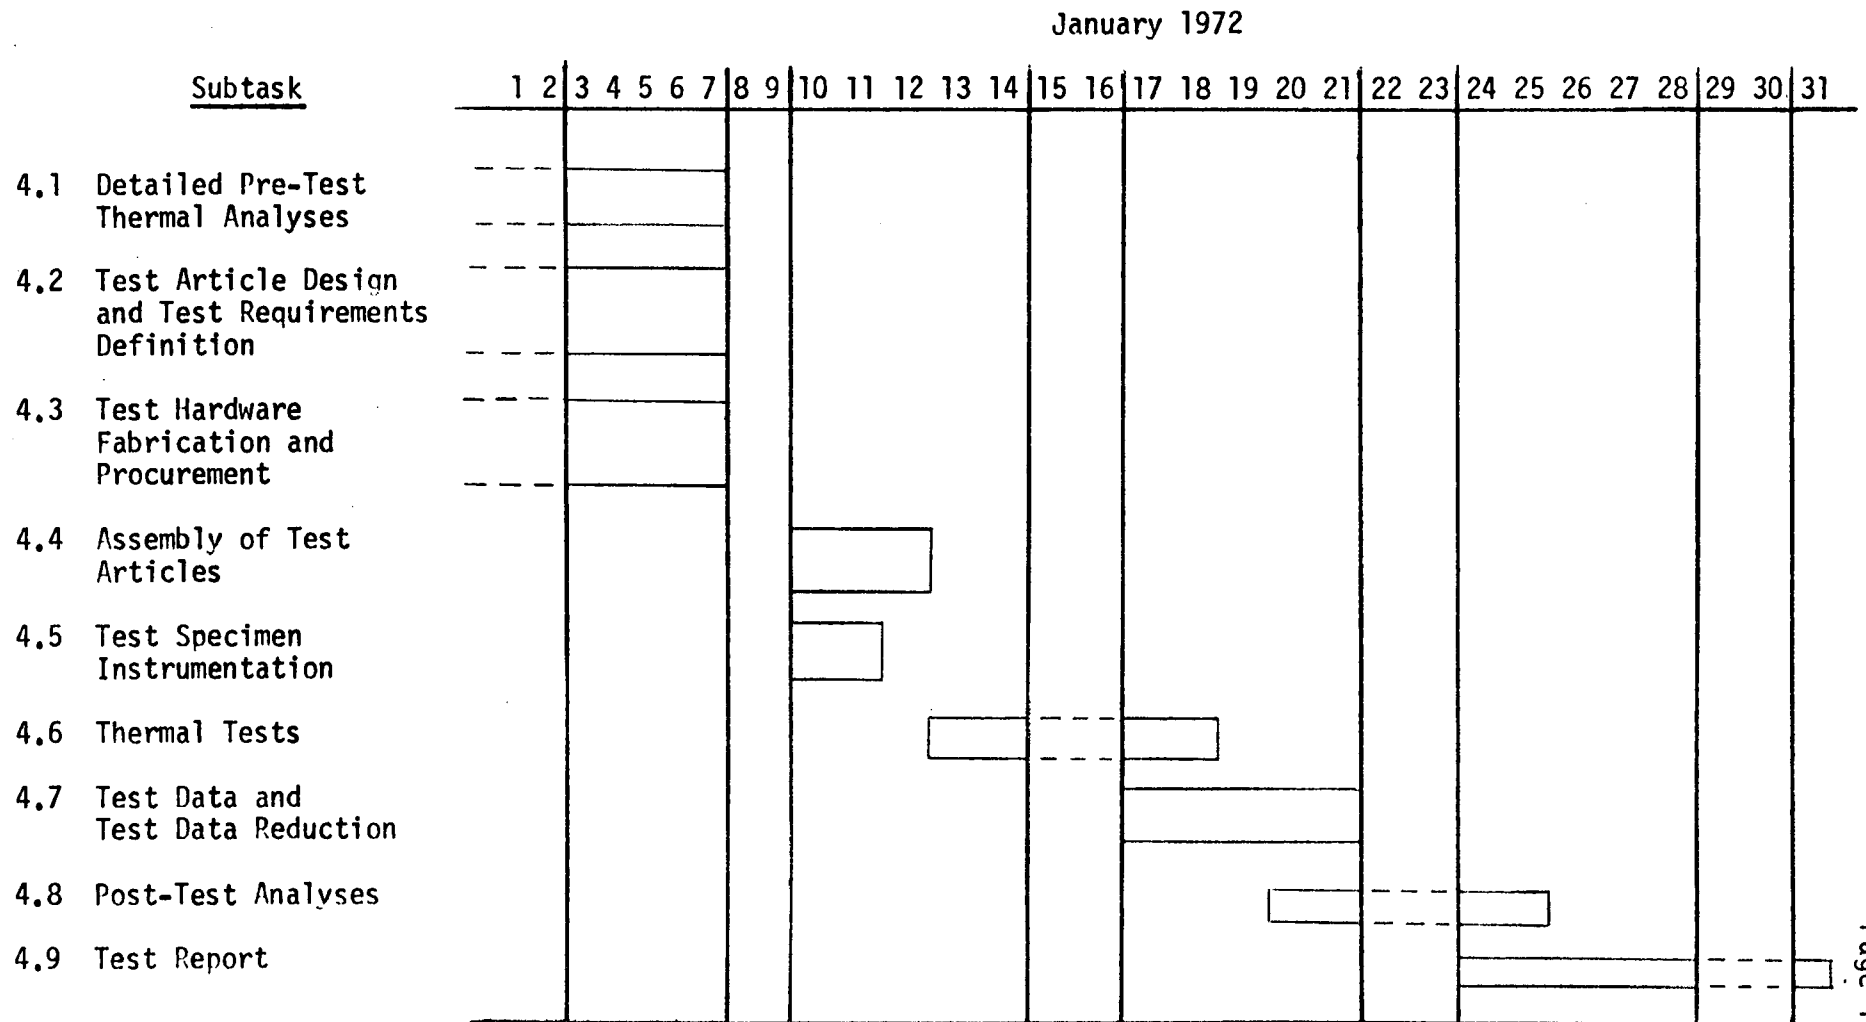 January 1972
Subtask 1 2 3 4 5 6 7 8 9 10 11 12 13 14 15 16 17 18 19 20 21 22 23 24 25 26 27 28 29 30 31
4.1 Detailed Pre-Test
Thermal Analyses
4.2 Test Article Design
and Test Requirements
Definition
4.3 Test Hardware
Fabrication and
Procurement
4.4 Assembly of Test
Articles
4.5 Test Specimen
Instrumentation
4.6 Thermal Tests
4.7 Test Data and
Test Data Reduction
4.8 Post-Test Analyses
4.9 Test Report